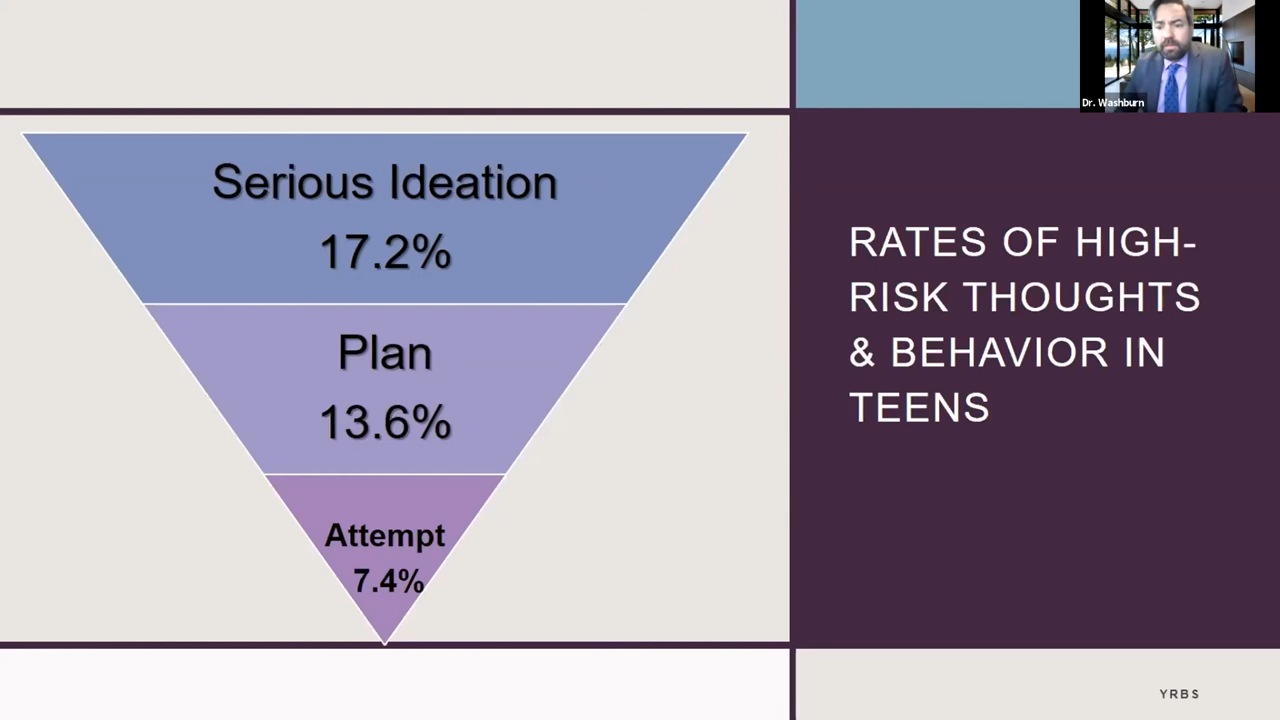 Serious Ideation
17.2%
Plan
13.6%
Attempt
7.4%
RATES OF HIGH-
RISK THOUGHTS
& BEHAVIOR IN
TEENS
Dr. Washburn
YRBS